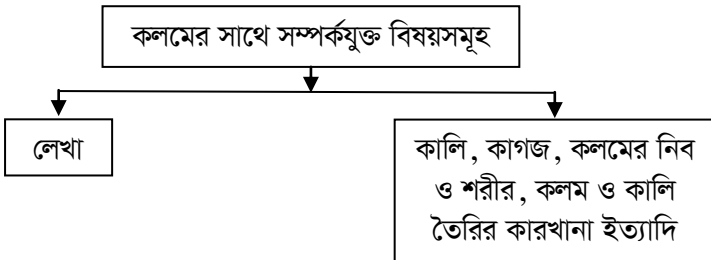 কলমের সাথে সম্পর্কযুক্ত বিষয়সমূহ
লেখা
কালি, কাগজ, কলমের নিব
ও শরীর, কলম ও কালি
তৈরির কারখানা ইত্যাদি